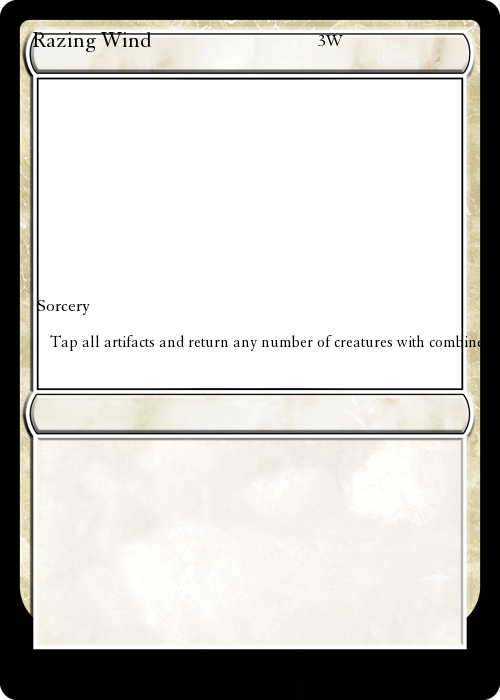 Razing Wind
3W
Sorcery
Tap all artifacts and return any number of creatures with combine